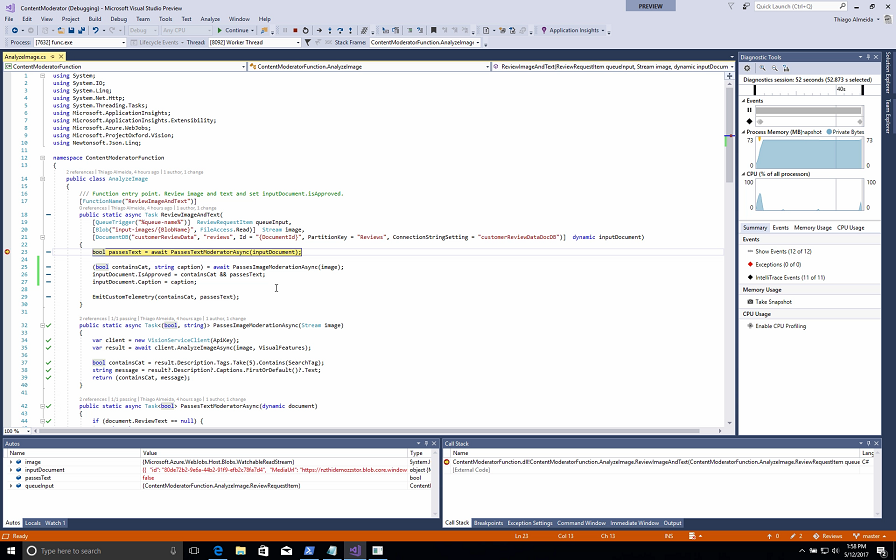 ContentModerator (Debugging) - Microsoft Visual Studio Preview
PREVIEW
Quick Launch (Ctrl+Q)
File Edit View Project Build Debug Team Tools Test Analyze Window Help
Thiago Almeida
Debug Any CPU Continue Application Insights
Process: [7632] func.exe Lifecycle Events Thread: [8092] Worker Thread Stack Frame: ContentModeratorFunction.AnalyzeImage.
AnalyzeImage.cs
ContentModeratorFunction ContentModeratorFunction.AnalyzeImage ReviewImageAndText(ReviewRequestItem queueInput, Stream image, dynamic inputDocum
1 using System;
2 using System.IO;
3 using System.Linq;
4 using System.Net.Http;
5 using System.Threading.Tasks;
6 using Microsoft.ApplicationInsights;
7 using Microsoft.ApplicationInsights.Extensibility;
8 using Microsoft.Azure.WebJobs;
9 using Microsoft.ProjectOxford.Vision;
10 using Newtonsoft.Json.Linq;
11
12 namespace ContentModeratorFunction
13 {
2 references | Thiago Almeida, 4 hours ago | 1 author, 1 change
14 public class AnalyzeImage
15 {
16 /// Function entry point. Review image and text and set inputDocument.isApproved.
17 [FunctionName("ReviewImageAndText")]
0 references | Thiago Almeida, 4 hours ago | 1 author, 1 change
18 public static async Task ReviewImageAndText(
19 [QueueTrigger("%queue-name%")] ReviewRequestItem queueInput,
20 [Blob("input-images/{BlobName}", FileAccess.Read)] Stream image,
21 [DocumentDB("customerReviewData", "reviews", Id = "{DocumentId}", PartitionKey = "Reviews", ConnectionStringSetting = "customerReviewDataDocDB")] dynamic inputDocument)
22 {
23 bool passesText = await PassesTextModeratorAsync(inputDocument);
24
25 (bool containsCat, string caption) = await PassesImageModerationAsync(image);
26 inputDocument.IsApproved = containsCat && passesText;
27 inputDocument.Caption = caption;
28
29 EmitCustomTelemetry(containsCat, passesText);
30 }
31
2 references | 1/1 passing | Thiago Almeida, 4 hours ago | 1 author, 1 change
32 public static async Task<(bool, string)> PassesImageModerationAsync(Stream image)
33 {
34 var client = new VisionServiceClient(ApiKey);
35 var result = await client.AnalyzeImageAsync(image, VisualFeatures);
36
37 bool containsCat = result.Description.Tags.Take(5).Contains(SearchTag);
38 string message = result?.Description?.Captions.FirstOrDefault()?.Text;
39 return (containsCat, message);
40 }
41
2 references | 1/1 passing | Thiago Almeida, 4 hours ago | 1 author, 1 change
42 public static async Task<bool> PassesTextModeratorAsync(dynamic document)
43 {
44 if (document.ReviewText == null) {
100 %
Diagnostic Tools
Diagnostics session: 52 seconds (52.873 s selected)
40s
Events
Process Memory (MB) Snapshot Private Bytes
73 73
0 0
CPU (% of all processors)
100 100
0 0
Summary Events Memory Usage CPU Usage
Events
Show Events (12 of 12)
Exceptions (0 of 0)
IntelliTrace Events (11 of 11)
Memory Usage
Take Snapshot
CPU Usage
Enable CPU Profiling
Solution Explorer
Team Explorer
Autos
Name Value Type
image {Microsoft.Azure.WebJobs.Host.Blobs.WatchableReadStream} System.
inputDocument {{ "id": "80de72b2-9e6a-44b2-91f9-efb2c78fa7d4", "MediaUrl": "https://nzthidemozzstor.blob.core.window object {N
passesText false bool
queueInput {ContentModeratorFunction.AnalyzeImage.ReviewRequestItem} Content
Autos Locals Watch 1
Call Stack
Name Lang
ContentModeratorFunction.dll!ContentModeratorFunction.AnalyzeImage.ReviewImageAndText(ContentModeratorFunction.AnalyzeImage.ReviewRequestItem queue C#
[External Code]
Call Stack Breakpoints Exception Settings Command Window Immediate Window Output
Ready Ln 23 Col 13 Ch 13 INS 0 2 Reviews master
Type here to search
1:58 PM
5/12/2017